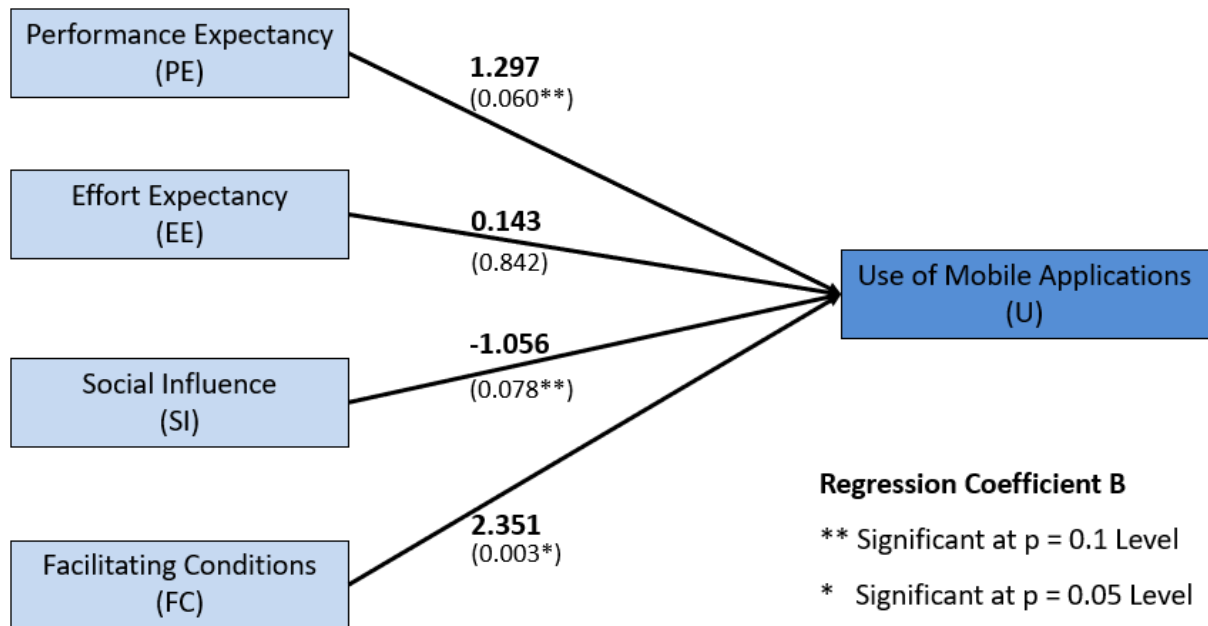 Performance Expectancy
(PE)
1.297
(0.060**)
Effort Expectancy
(EE)
0.143
(0.842)
Use of Mobile Applications
(U)
Social Influence
(SI)
-1.056
(0.078**)
Facilitating Conditions
(FC)
2.351
(0.003*)
Regression Coefficient B
** Significant at p = 0.1 Level
* Significant at p = 0.05 Level